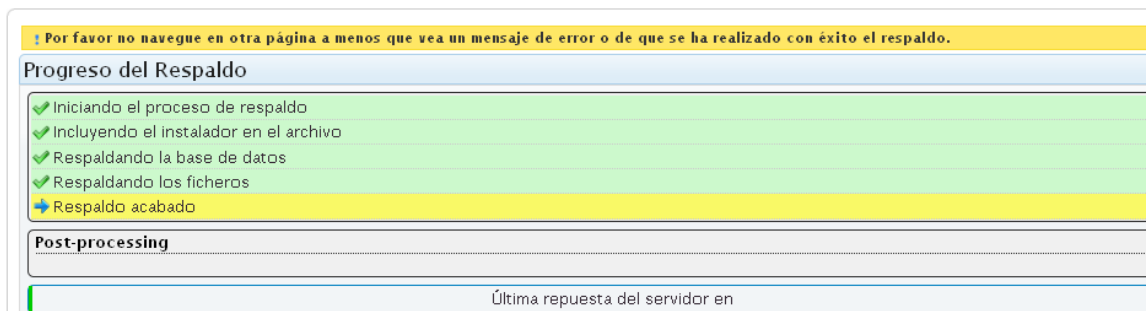 ! Por favor no navegue en otra página a menos que vea un mensaje de error o de que se ha realizado con éxito el respaldo.
Progreso del Respaldo
Iniciando el proceso de respaldo
Incluyendo el instalador en el archivo
Respaldando la base de datos
Respaldando los ficheros
Respaldo acabado
Post-processing
Última repuesta del servidor en